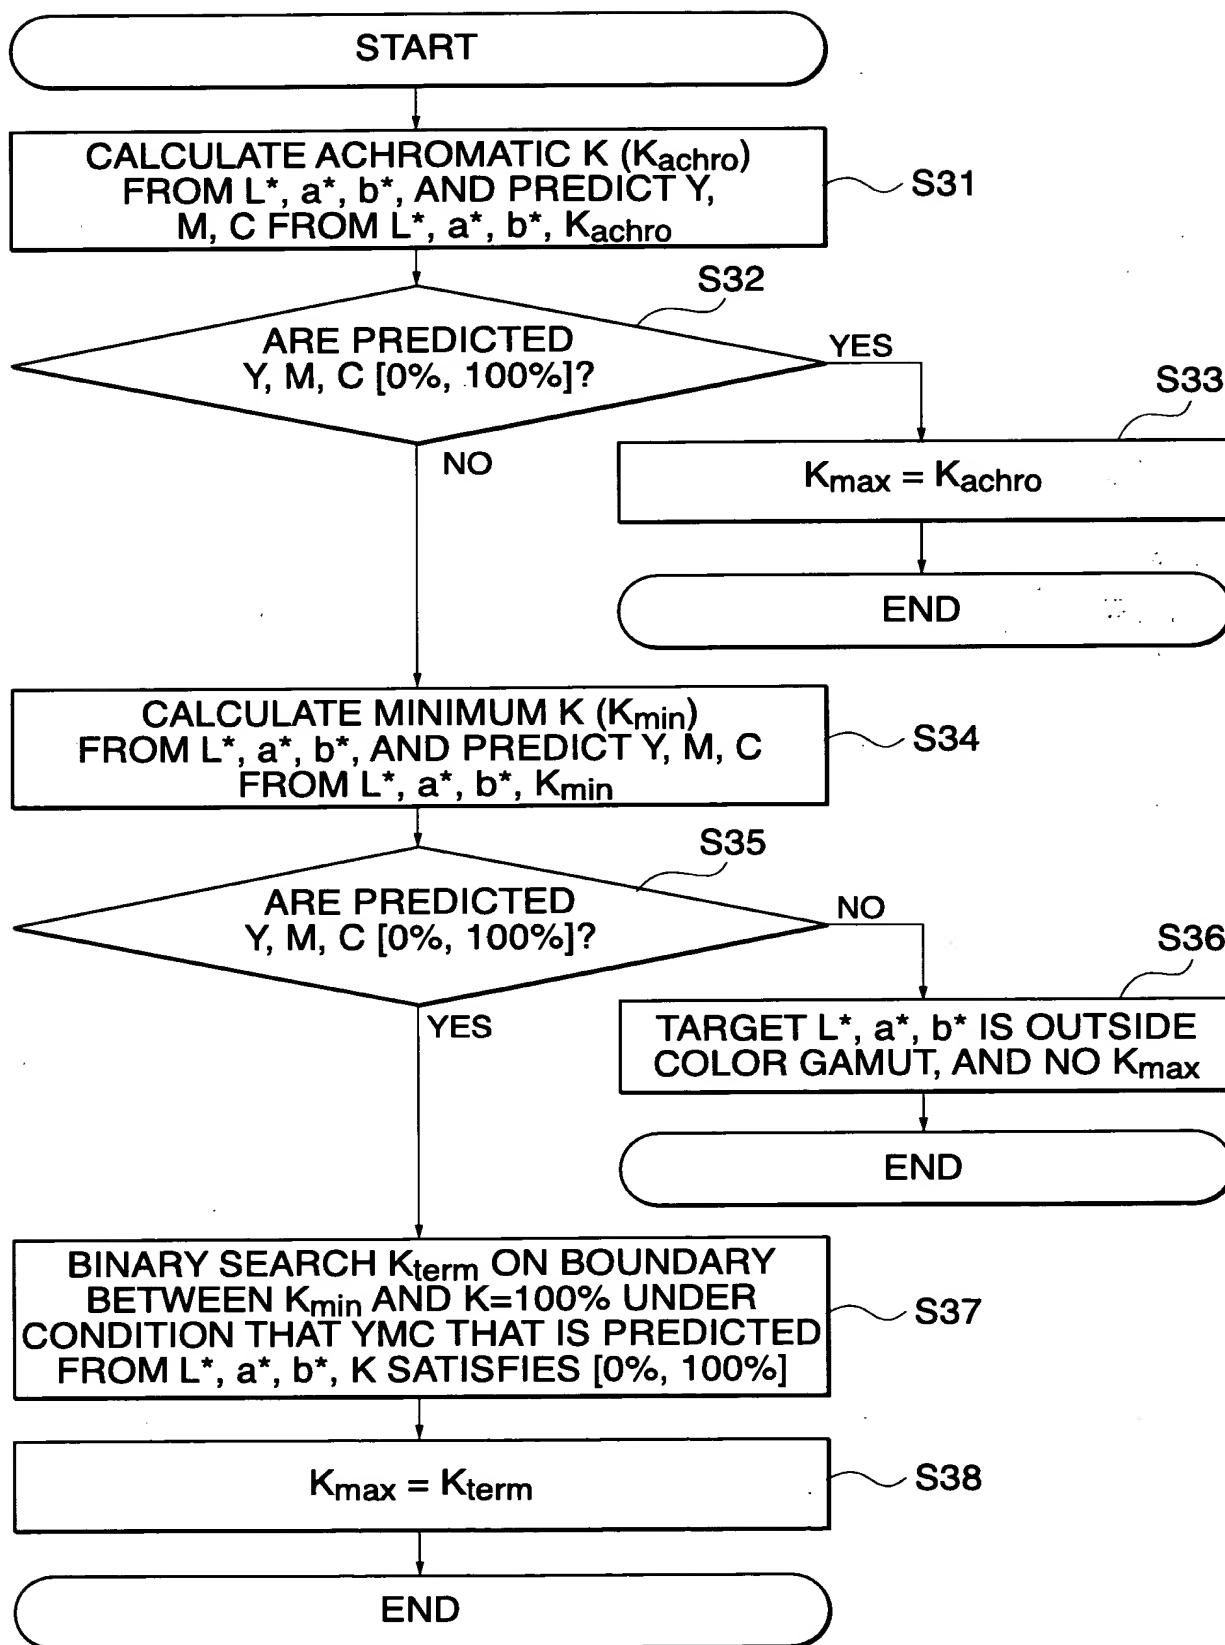 START
CALCULATE ACHROMATIC K (Kachro)
FROM L*, a*, b*, AND PREDICT Y,
M, C FROM L*, a*, b*, Kachro
S31
S32
ARE PREDICTED
Y, M, C [0%, 100%]?
YES
NO
S33
Kmax = Kachro
END
CALCULATE MINIMUM K (Kmin)
FROM L*, a*, b*, AND PREDICT Y, M, C
FROM L*, a*, b*, Kmin
S34
S35
ARE PREDICTED
Y, M, C [0%, 100%]?
NO
YES
S36
TARGET L*, a*, b* IS OUTSIDE
COLOR GAMUT, AND NO Kmax
END
BINARY SEARCH Kterm ON BOUNDARY
BETWEEN Kmin AND K=100% UNDER
CONDITION THAT YMC THAT IS PREDICTED
FROM L*, a*, b*, K SATISFIES [0%, 100%]
S37
Kmax = Kterm
S38
END